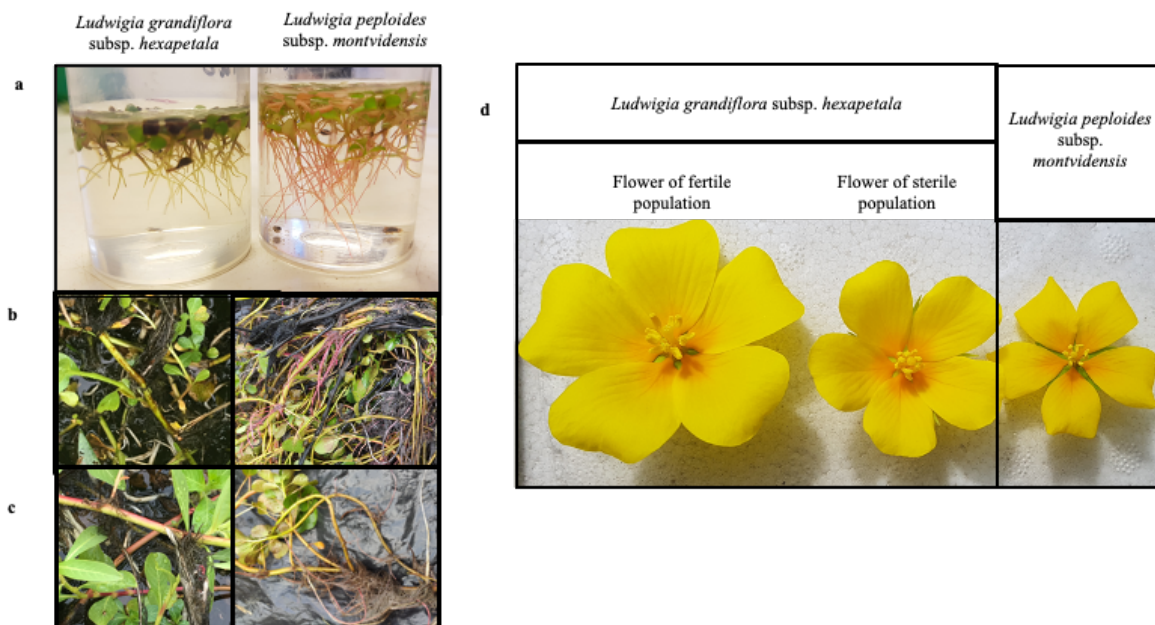 Ludwigia grandiflora
subsp. hexapetala
Ludwigia peploides
subsp. montvidensis
a
b
c
d
Ludwigia grandiflora subsp. hexapetala
Ludwigia peploides
subsp.
montvidensis
Flower of fertile
population
Flower of sterile
population